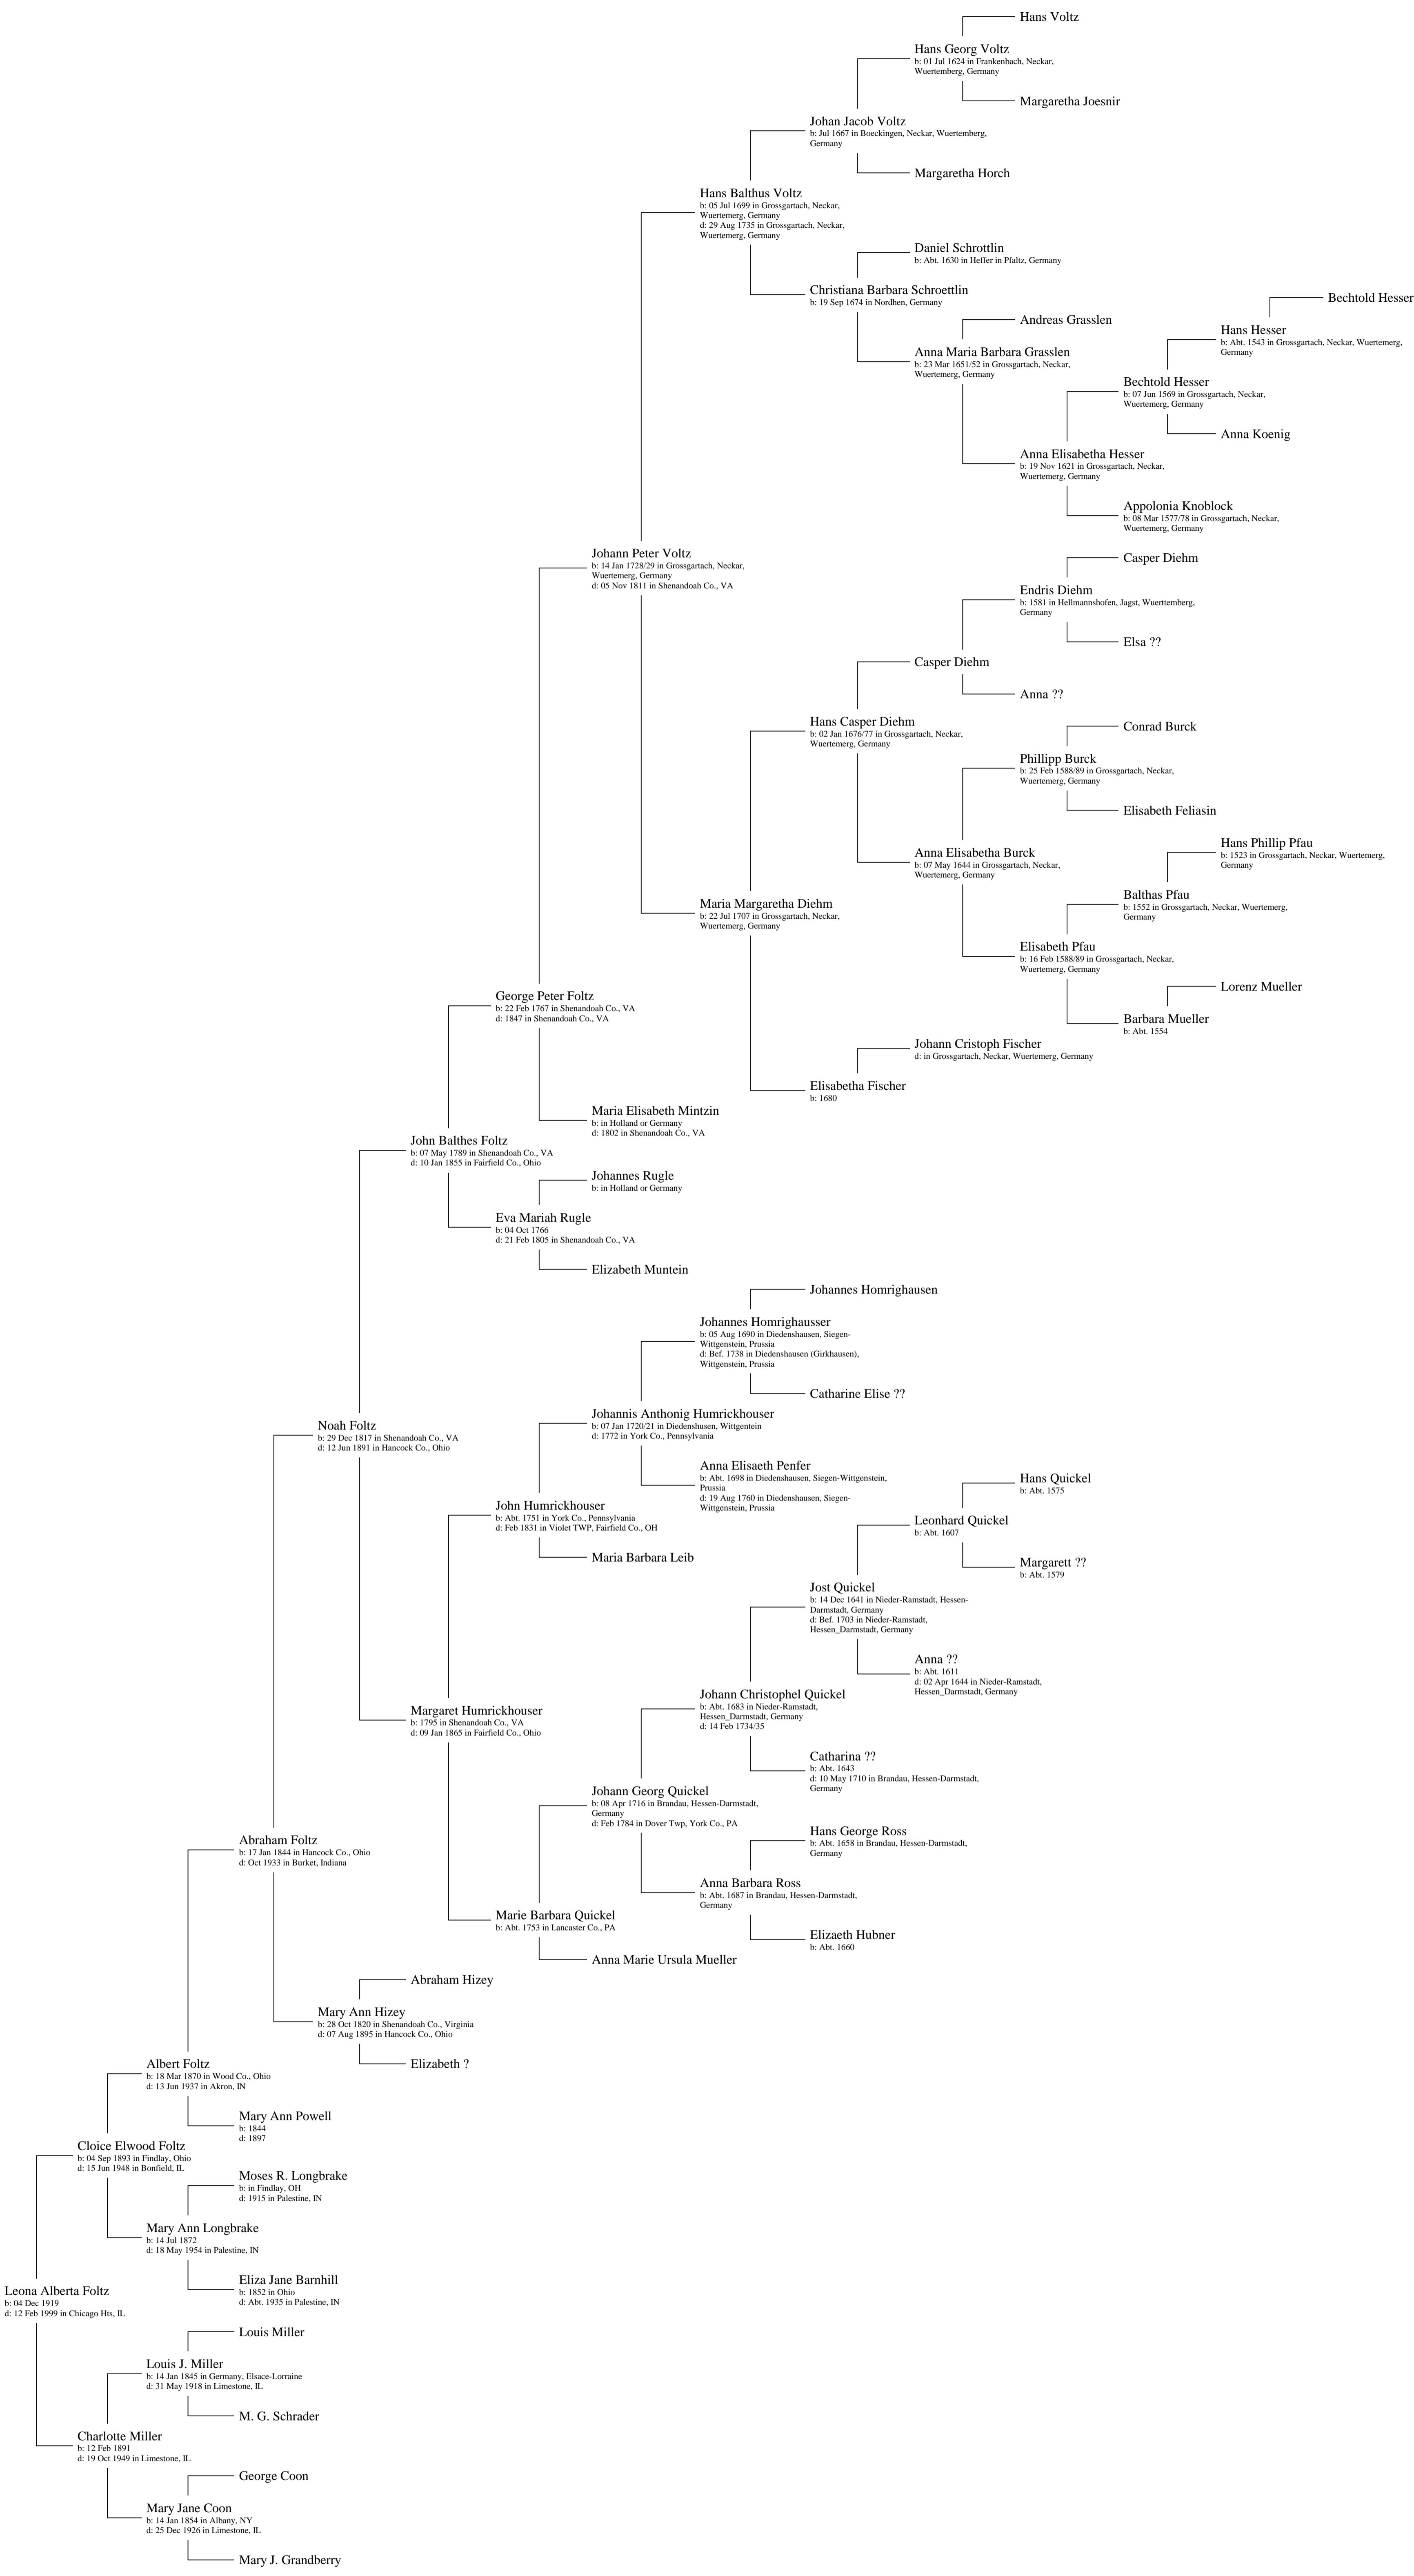 Hans Voltz
Hans Georg Voltz
b: 01 Jul 1624 in Frankenbach, Neckar,
Wuertemberg, Germany
Margaretha Joesnir
Johan Jacob Voltz
b: Jul 1667 in Boeckingen, Neckar, Wuertemberg,
Germany
Margaretha Horch
Hans Balthus Voltz
b: 05 Jul 1699 in Grossgartach, Neckar,
Wuertemerg, Germany
d: 29 Aug 1735 in Grossgartach, Neckar,
Wuertemerg, Germany
Daniel Schrottlin
b: Abt. 1630 in Heffer in Pfaltz, Germany
Christiana Barbara Schroettlin
b: 19 Sep 1674 in Nordhen, Germany
Bechtold Hesser
Andreas Grasslen
Hans Hesser
b: Abt. 1543 in Grossgartach, Neckar, Wuertemerg,
Germany
Anna Maria Barbara Grasslen
b: 23 Mar 1651/52 in Grossgartach, Neckar,
Wuertemerg, Germany
Bechtold Hesser
b: 07 Jun 1569 in Grossgartach, Neckar,
Wuertemerg, Germany
Anna Koenig
Anna Elisabetha Hesser
b: 19 Nov 1621 in Grossgartach, Neckar,
Wuertemerg, Germany
Appolonia Knoblock
b: 08 Mar 1577/78 in Grossgartach, Neckar,
Wuertemerg, Germany
Johann Peter Voltz
b: 14 Jan 1728/29 in Grossgartach, Neckar,
Wuertemerg, Germany
d: 05 Nov 1811 in Shenandoah Co., VA
Casper Diehm
Endris Diehm
b: 1581 in Hellmannshofen, Jagst, Wuerttemberg,
Germany
Elsa ??
Casper Diehm
Anna ??
Hans Casper Diehm
b: 02 Jan 1676/77 in Grossgartach, Neckar,
Wuertemerg, Germany
Conrad Burck
Phillipp Burck
b: 25 Feb 1588/89 in Grossgartach, Neckar,
Wuertemerg, Germany
Elisabeth Feliasin
Anna Elisabetha Burck
b: 07 May 1644 in Grossgartach, Neckar,
Wuertemerg, Germany
Hans Phillip Pfau
b: 1523 in Grossgartach, Neckar, Wuertemerg,
Germany
Balthas Pfau
b: 1552 in Grossgartach, Neckar, Wuertemerg,
Germany
Maria Margaretha Diehm
b: 22 Jul 1707 in Grossgartach, Neckar,
Wuertemerg, Germany
Elisabeth Pfau
b: 16 Feb 1588/89 in Grossgartach, Neckar,
Wuertemerg, Germany
Lorenz Mueller
Barbara Mueller
b: Abt. 1554
George Peter Foltz
b: 22 Feb 1767 in Shenandoah Co., VA
d: 1847 in Shenandoah Co., VA
Johann Cristoph Fischer
d: in Grossgartach, Neckar, Wuertemerg, Germany
Elisabetha Fischer
b: 1680
Maria Elisabeth Mintzin
b: in Holland or Germany
d: 1802 in Shenandoah Co., VA
John Balthes Foltz
b: 07 May 1789 in Shenandoah Co., VA
d: 10 Jan 1855 in Fairfield Co., Ohio
Johannes Rugle
b: in Holland or Germany
Eva Mariah Rugle
b: 04 Oct 1766
d: 21 Feb 1805 in Shenandoah Co., VA
Elizabeth Muntein
Johannes Homrighausen
Johannes Homrighausser
b: 05 Aug 1690 in Diedenshausen, Siegen-
Wittgenstein, Prussia
d: Bef. 1738 in Diedenshausen (Girkhausen),
Wittgenstein, Prussia
Catharine Elise ??
Noah Foltz
b: 29 Dec 1817 in Shenandoah Co., VA
d: 12 Jun 1891 in Hancock Co., Ohio
Johannis Anthonig Humrickhouser
b: 07 Jan 1720/21 in Diedenshusen, Wittgentein
d: 1772 in York Co., Pennsylvania
Anna Elisaeth Penfer
b: Abt. 1698 in Diedenshausen, Siegen-Wittgenstein,
Prussia
d: 19 Aug 1760 in Diedenshausen, Siegen-
Wittgenstein, Prussia
Hans Quickel
b: Abt. 1575
John Humrickhouser
b: Abt. 1751 in York Co., Pennsylvania
d: Feb 1831 in Violet TWP, Fairfield Co., OH
Leonhard Quickel
b: Abt. 1607
Maria Barbara Leib
Margarett ??
b: Abt. 1579
Jost Quickel
b: 14 Dec 1641 in Nieder-Ramstadt, Hessen-
Darmstadt, Germany
d: Bef. 1703 in Nieder-Ramstadt,
Hessen_Darmstadt, Germany
Anna ??
b: Abt. 1611
d: 02 Apr 1644 in Nieder-Ramstadt,
Hessen_Darmstadt, Germany
Johann Christophel Quickel
b: Abt. 1683 in Nieder-Ramstadt,
Hessen_Darmstadt, Germany
d: 14 Feb 1734/35
Margaret Humrickhouser
b: 1795 in Shenandoah Co., VA
d: 09 Jan 1865 in Fairfield Co., Ohio
Catharina ??
b: Abt. 1643
d: 10 May 1710 in Brandau, Hessen-Darmstadt,
Germany
Johann Georg Quickel
b: 08 Apr 1716 in Brandau, Hessen-Darmstadt,
Germany
d: Feb 1784 in Dover Twp, York Co., PA
Hans George Ross
b: Abt. 1658 in Brandau, Hessen-Darmstadt,
Germany
Abraham Foltz
b: 17 Jan 1844 in Hancock Co., Ohio
d: Oct 1933 in Burket, Indiana
Anna Barbara Ross
b: Abt. 1687 in Brandau, Hessen-Darmstadt,
Germany
Marie Barbara Quickel
b: Abt. 1753 in Lancaster Co., PA
Elizaeth Hubner
b: Abt. 1660
Anna Marie Ursula Mueller
Abraham Hizey
Mary Ann Hizey
b: 28 Oct 1820 in Shenandoah Co., Virginia
d: 07 Aug 1895 in Hancock Co., Ohio
Elizabeth ?
Albert Foltz
b: 18 Mar 1870 in Wood Co., Ohio
d: 13 Jun 1937 in Akron, IN
Mary Ann Powell
b: 1844
d: 1897
Cloice Elwood Foltz
b: 04 Sep 1893 in Findlay, Ohio
d: 15 Jun 1948 in Bonfield, IL
Moses R. Longbrake
b: in Findlay, OH
d: 1915 in Palestine, IN
Mary Ann Longbrake
b: 14 Jul 1872
d: 18 May 1954 in Palestine, IN
Eliza Jane Barnhill
b: 1852 in Ohio
d: Abt. 1935 in Palestine, IN
Leona Alberta Foltz
b: 04 Dec 1919
d: 12 Feb 1999 in Chicago Hts, IL
Louis Miller
Louis J. Miller
b: 14 Jan 1845 in Germany, Elsace-Lorraine
d: 31 May 1918 in Limestone, IL
M. G. Schrader
Charlotte Miller
b: 12 Feb 1891
d: 19 Oct 1949 in Limestone, IL
George Coon
Mary Jane Coon
b: 14 Jan 1854 in Albany, NY
d: 25 Dec 1926 in Limestone, IL
Mary J. Grandberry